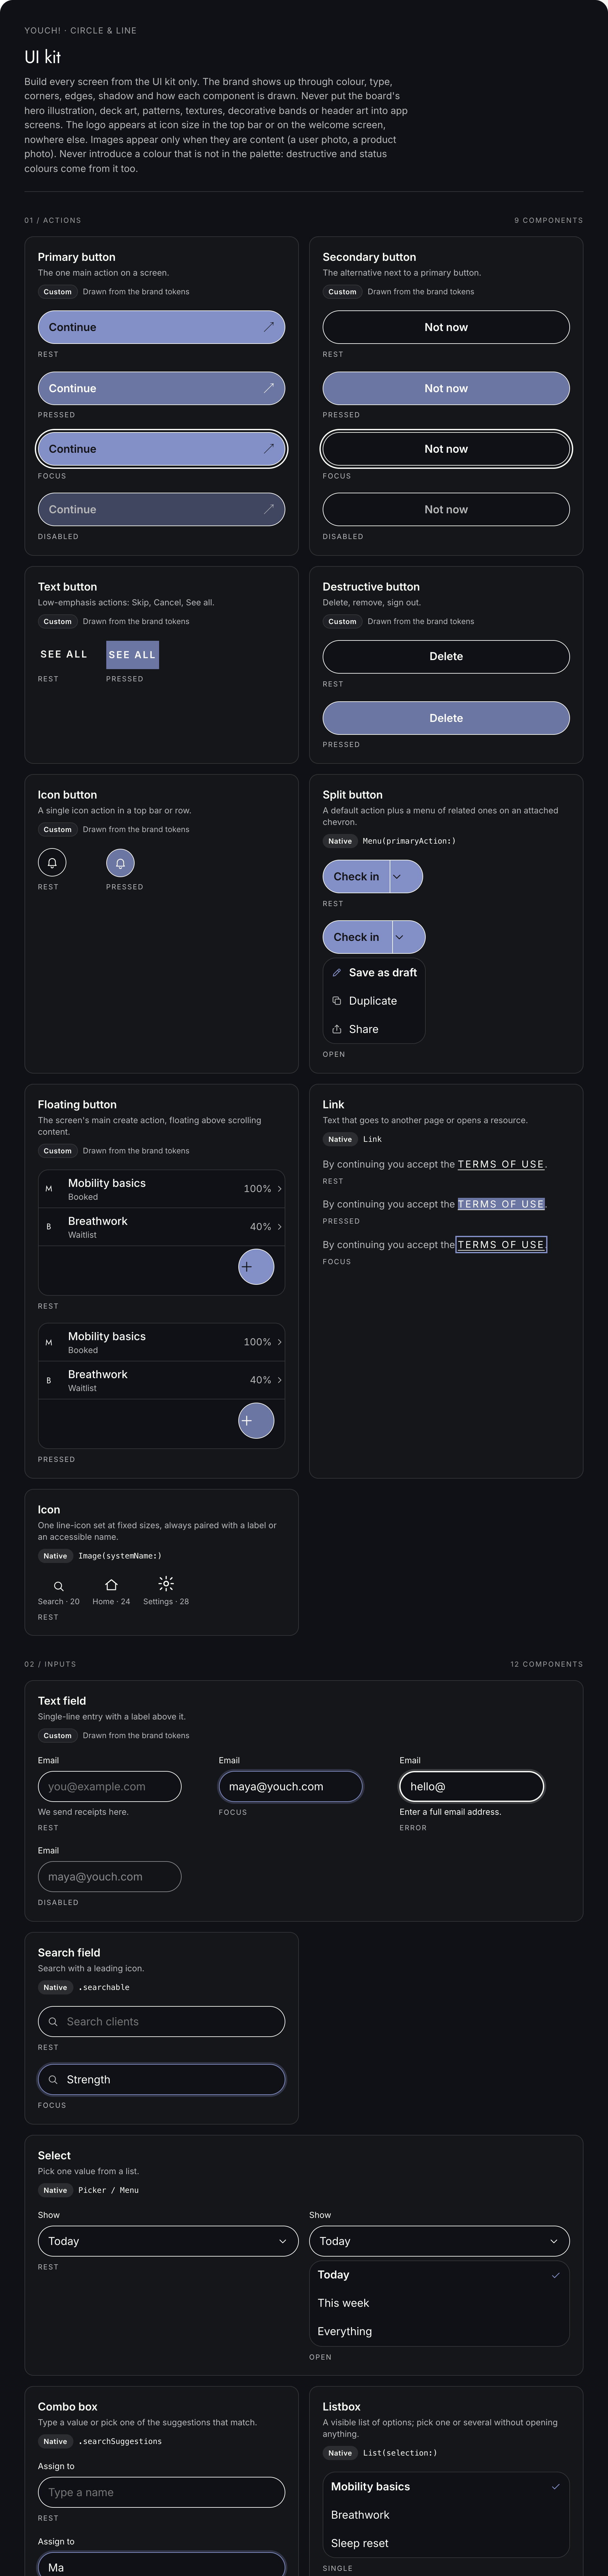 YOUCH! · CIRCLE & LINE
UI kit
Build every screen from the UI kit only. The brand shows up through colour, type,
corners, edges, shadow and how each component is drawn. Never put the board's
hero illustration, deck art, patterns, textures, decorative bands or header art into app
screens. The logo appears at icon size in the top bar or on the welcome screen,
nowhere else. Images appear only when they are content (a user photo, a product
photo). Never introduce a colour that is not in the palette: destructive and status
colours come from it too.
01 / ACTIONS
9 COMPONENTS
Primary button
The one main action on a screen.
Custom Drawn from the brand tokens
Continue
REST
Continue
PRESSED
Continue
FOCUS
Continue
DISABLED
Secondary button
The alternative next to a primary button.
Custom Drawn from the brand tokens
Not now
REST
Not now
PRESSED
Not now
FOCUS
Not now
DISABLED
Text button
Low-emphasis actions: Skip, Cancel, See all.
Custom Drawn from the brand tokens
SEE ALL SEE ALL
REST PRESSED
Destructive button
Delete, remove, sign out.
Custom Drawn from the brand tokens
Delete
REST
Delete
PRESSED
Icon button
A single icon action in a top bar or row.
Custom Drawn from the brand tokens
REST PRESSED
Split button
A default action plus a menu of related ones on an attached
chevron.
Native Menu(primaryAction:)
Check in
REST
Check in
Save as draft
Duplicate
Share
OPEN
Floating button
The screen's main create action, floating above scrolling
content.
Custom Drawn from the brand tokens
M Mobility basics 100%
Booked
B Breathwork 40%
Waitlist
REST
M Mobility basics 100%
Booked
B Breathwork 40%
Waitlist
PRESSED
Link
Text that goes to another page or opens a resource.
Native Link
By continuing you accept the TERMS OF USE.
REST
By continuing you accept the TERMS OF USE.
PRESSED
By continuing you accept the TERMS OF USE.
FOCUS
Icon
One line-icon set at fixed sizes, always paired with a label or
an accessible name.
Native Image(systemName:)
Search · 20 Home · 24 Settings · 28
REST
02 / INPUTS
12 COMPONENTS
Text field
Single-line entry with a label above it.
Custom Drawn from the brand tokens
Email
you@example.com
We send receipts here.
REST
Email
maya@youch.com
FOCUS
Email
hello@
Enter a full email address.
ERROR
Email
maya@youch.com
DISABLED
Search field
Search with a leading icon.
Native .searchable
Search clients
REST
Strength
FOCUS
Select
Pick one value from a list.
Native Picker / Menu
Show
Today
REST
Show
Today
Today
This week
Everything
OPEN
Combo box
Type a value or pick one of the suggestions that match.
Native .searchSuggestions
Assign to
Type a name
REST
Assign to
Ma
Listbox
A visible list of options; pick one or several without opening
anything.
Native List(selection:)
Mobility basics
Breathwork
Sleep reset
SINGLE